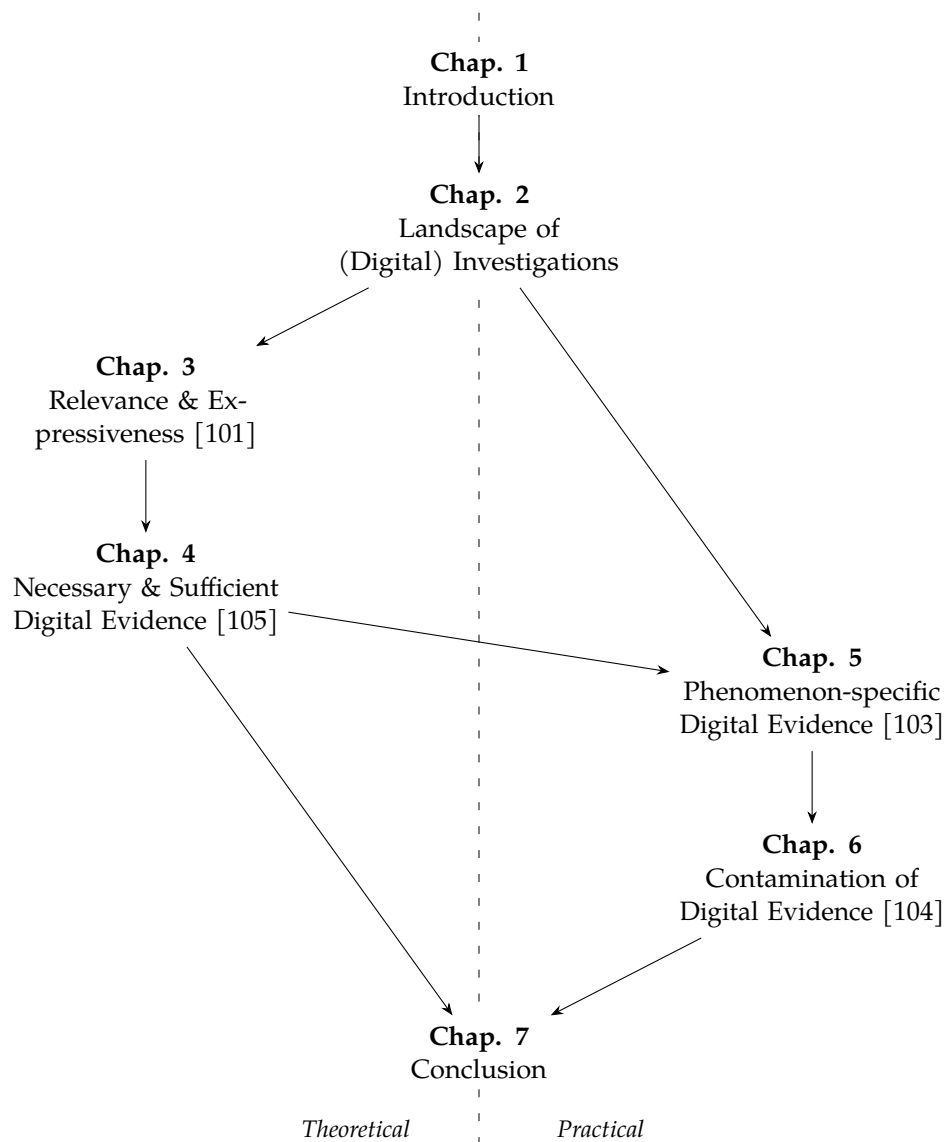 Chap. 1
Introduction
Chap. 2
Landscape of
(Digital) Investigations
Chap. 3
Relevance & Ex-
pressiveness [101]
Chap. 4
Necessary & Sufficient
Digital Evidence [105]
Chap. 5
Phenomenon-specific
Digital Evidence [103]
Chap. 6
Contamination of
Digital Evidence [104]
Chap. 7
Conclusion
Theoretical
Practical